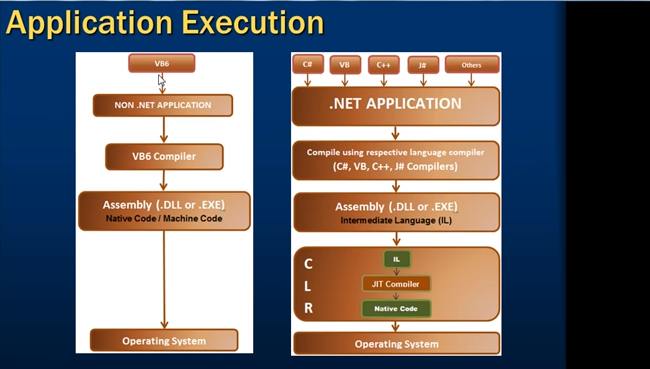 Application Execution
VB6
NON .NET APPLICATION
VB6 Compiler
Assembly (.DLL or .EXE)
Native Code / Machine Code
Operating System
C# VB C++ J# Others
.NET APPLICATION
Compile using respective language compiler
(C#, VB, C++, J# Compilers)
Assembly (.DLL or .EXE)
Intermediate Language (IL)
C
L
R
IL
JIT Compiler
Native Code
Operating System